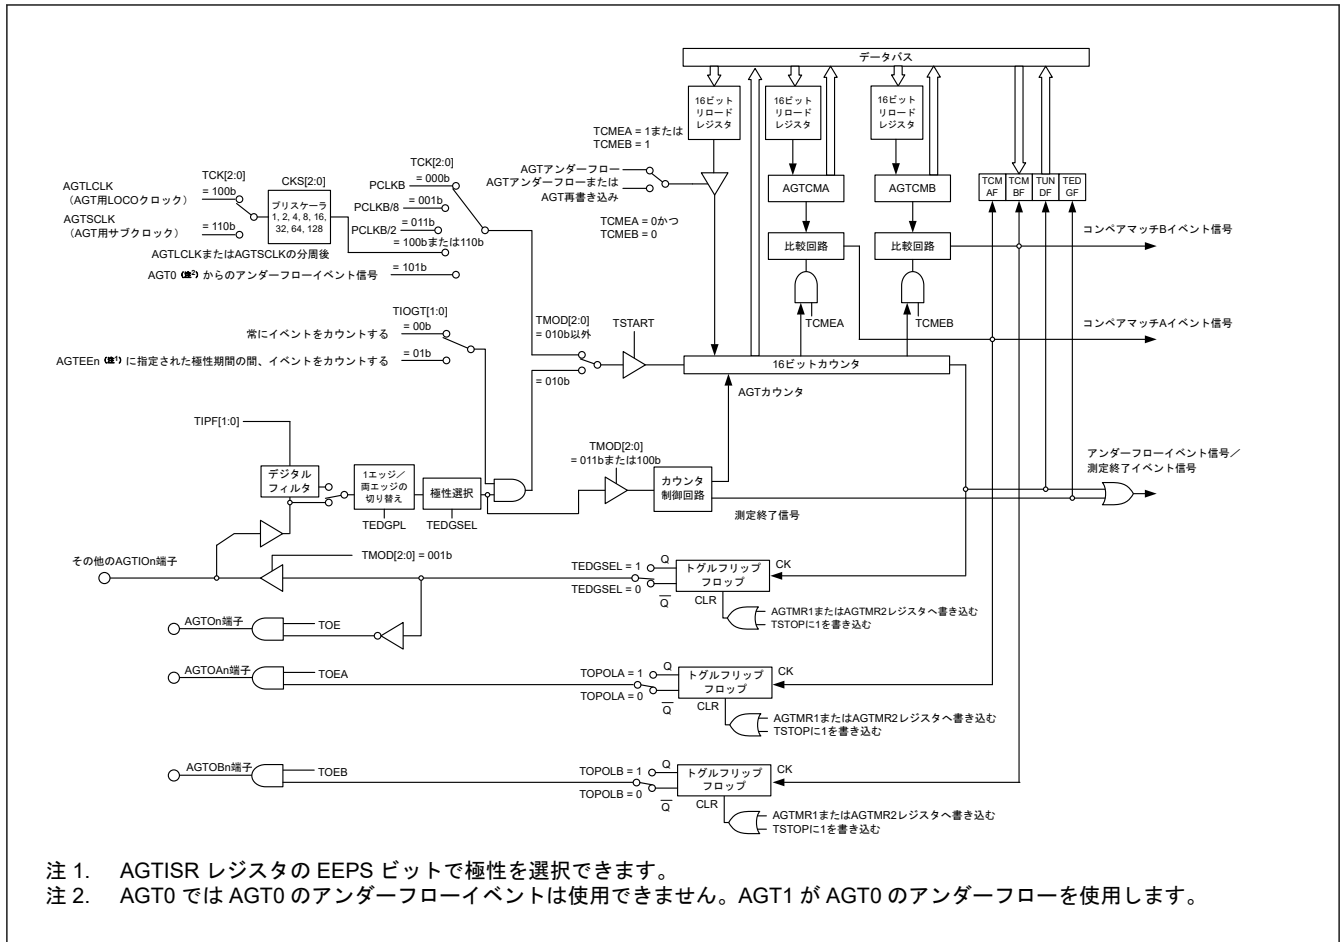 データバス
16ビット
リロード
レジスタ
16ビット
リロード
レジスタ
16ビット
リロード
レジスタ
TCMEA = 1または
TCMEB = 1
AGTアンダーフロー
AGTアンダーフローまたは
AGT再書き込み
TCMEA = 0かつ
TCMEB = 0
AGTCMA
AGTCMB
TCM
AF
TCM
BF
TUN
DF
TED
GF
比較回路
比較回路
TCMEA
TCMEB
コンペアマッチBイベント信号
コンペアマッチAイベント信号
TCK[2:0]
AGTLCLK
(AGT用LOCOクロック)
= 100b
AGTSCLK
(AGT用サブクロック)
= 110b
CKS[2:0]
プリスケーラ
1, 2, 4, 8, 16,
32, 64, 128
TCK[2:0]
PCLKB
= 000b
PCLKB/8
= 001b
PCLKB/2
= 011b
= 100bまたは110b
AGTLCLKまたはAGTSCLKの分周後
AGT0 (注2) からのアンダーフローイベント信号
= 101b
TIOGT[1:0]
常にイベントをカウントする
= 00b
AGTEEn (注1) に指定された極性期間の間、イベントをカウントする
= 01b
TMOD[2:0]
= 010b以外
= 010b
TSTART
16ビットカウンタ
AGTカウンタ
TIPF[1:0]
デジタル
フィルタ
1エッジ/
両エッジの
切り替え
TEDGPL
極性選択
TEDGSEL
TMOD[2:0]
= 011bまたは100b
カウンタ
制御回路
測定終了信号
アンダーフローイベント信号/
測定終了イベント信号
その他のAGTIOn端子
TMOD[2:0] = 001b
TEDGSEL = 1
TEDGSEL = 0
Q
Q
トグルフリップ
フロップ
CK
CLR
AGTMR1またはAGTMR2レジスタへ書き込む
TSTOPに1を書き込む
AGTOn端子
TOE
AGTOAn端子
TOEA
TOPOLA = 1
TOPOLA = 0
Q
Q
トグルフリップ
フロップ
CK
CLR
AGTMR1またはAGTMR2レジスタへ書き込む
TSTOPに1を書き込む
AGTOBn端子
TOEB
TOPOLB = 1
TOPOLB = 0
Q
Q
トグルフリップ
フロップ
CK
CLR
AGTMR1またはAGTMR2レジスタへ書き込む
TSTOPに1を書き込む
注 1. AGTISR レジスタの EEPS ビットで極性を選択できます。
注 2. AGT0 では AGT0 のアンダーフローイベントは使用できません。AGT1 が AGT0 のアンダーフローを使用します。